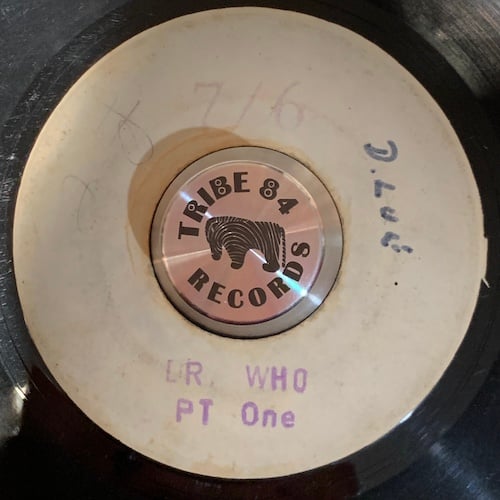 7/6
TRIBE 84
RECORDS
DR. WHO
PT One